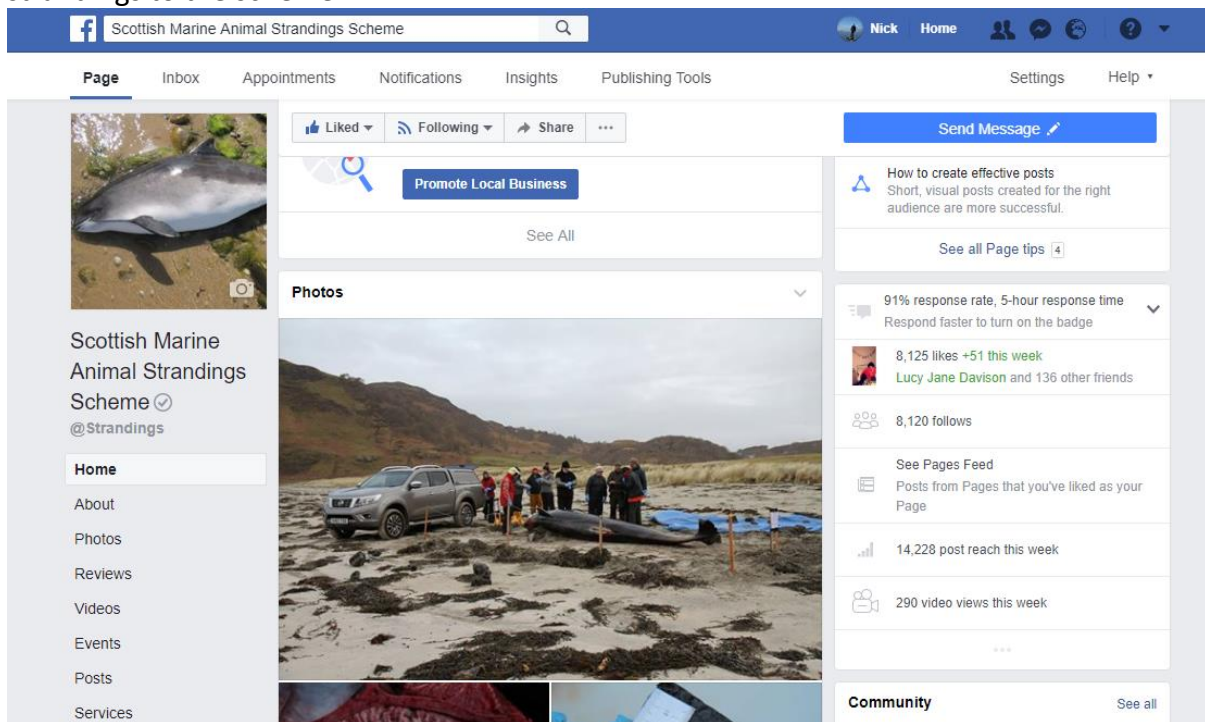 Scottish Marine Animal Strandings Scheme
Nick Home
Page Inbox Appointments Notifications Insights Publishing Tools Settings Help
Liked Following Share ...
Send Message
Promote Local Business
See All
How to create effective posts
Short, visual posts created for the right
audience are more successful.
See all Page tips 4
Photos
91% response rate, 5-hour response time
Respond faster to turn on the badge
8,125 likes +51 this week
Lucy Jane Davison and 136 other friends
8,120 follows
See Pages Feed
Posts from Pages that you've liked as your
Page
14,228 post reach this week
290 video views this week
...
Community See all
Scottish Marine
Animal Strandings
Scheme
@Strandings
Home
About
Photos
Reviews
Videos
Events
Posts
Services